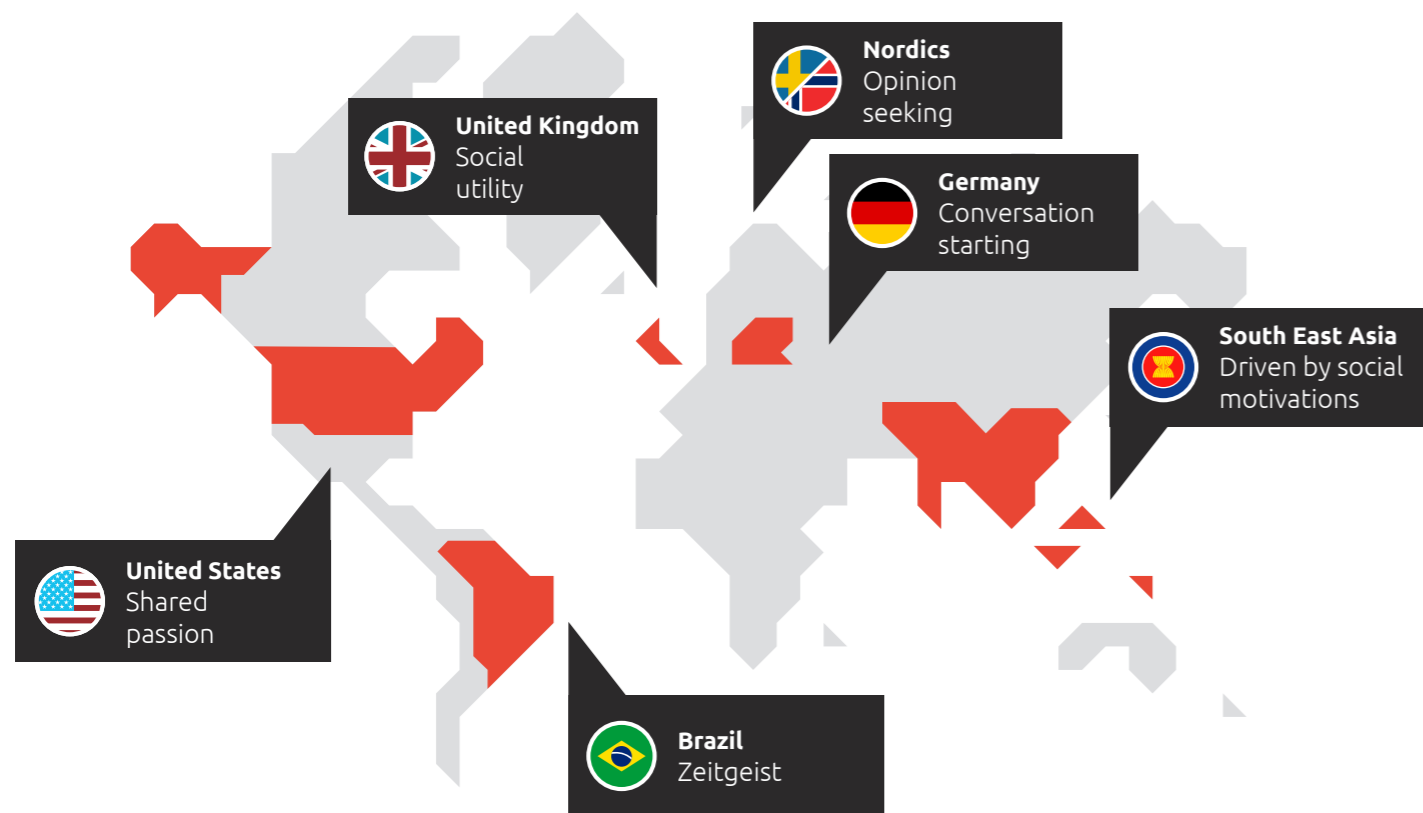 Nordics
Opinion
seeking
United Kingdom
Social
utility
Germany
Conversation
starting
South East Asia
Driven by social
motivations
United States
Shared
passion
Brazil
Zeitgeist